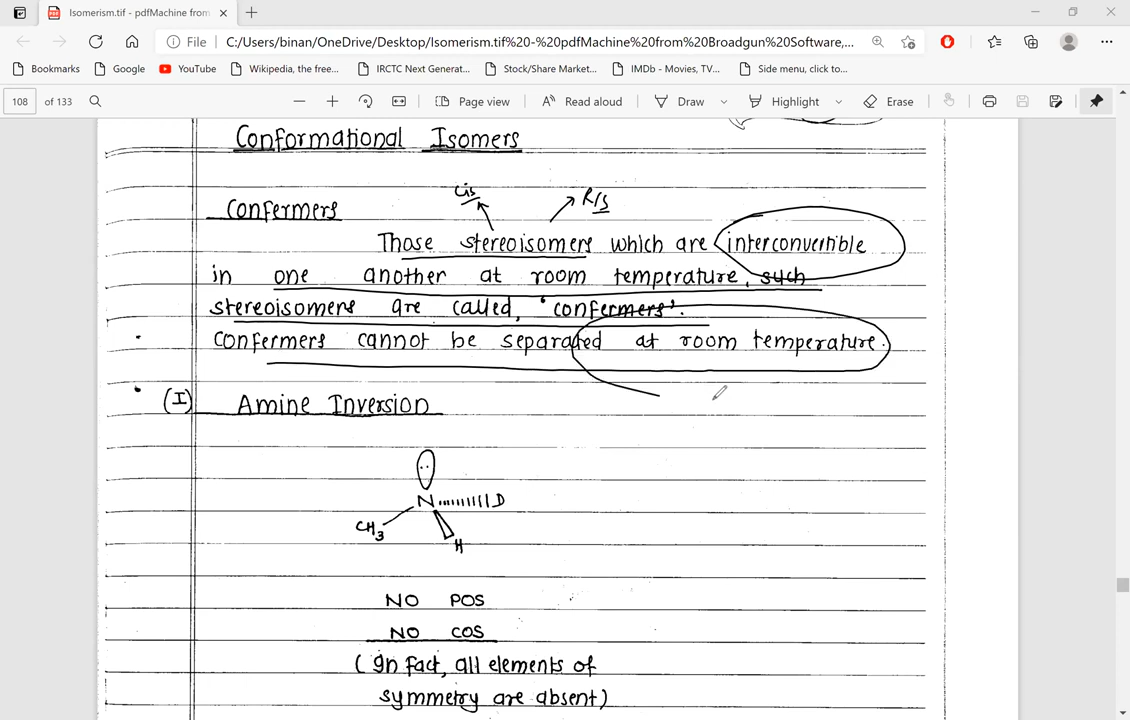 Isomerism.tif - pdfMachine from
File C:/Users/binan/OneDrive/Desktop/Isomerism.tif%20-%20pdfMachine%20from%20Broadgun%20Software,...
Bookmarks Google YouTube Wikipedia, the free... IRCTC Next Generat... Stock/Share Market... IMDb - Movies, TV... Side menu, click to...
108 of 133 Page view Read aloud Draw Highlight Erase
Conformational Isomers
Cis R/S
Confermers
Those stereoisomers which are interconvertible
in one another at room temperature, such
stereoisomers are called, 'confermers'.
Confermers cannot be separated at room temperature.
(I) Amine Inversion
N D
CH3
H
NO POS
NO COS
(In fact, all elements of
symmetry are absent)